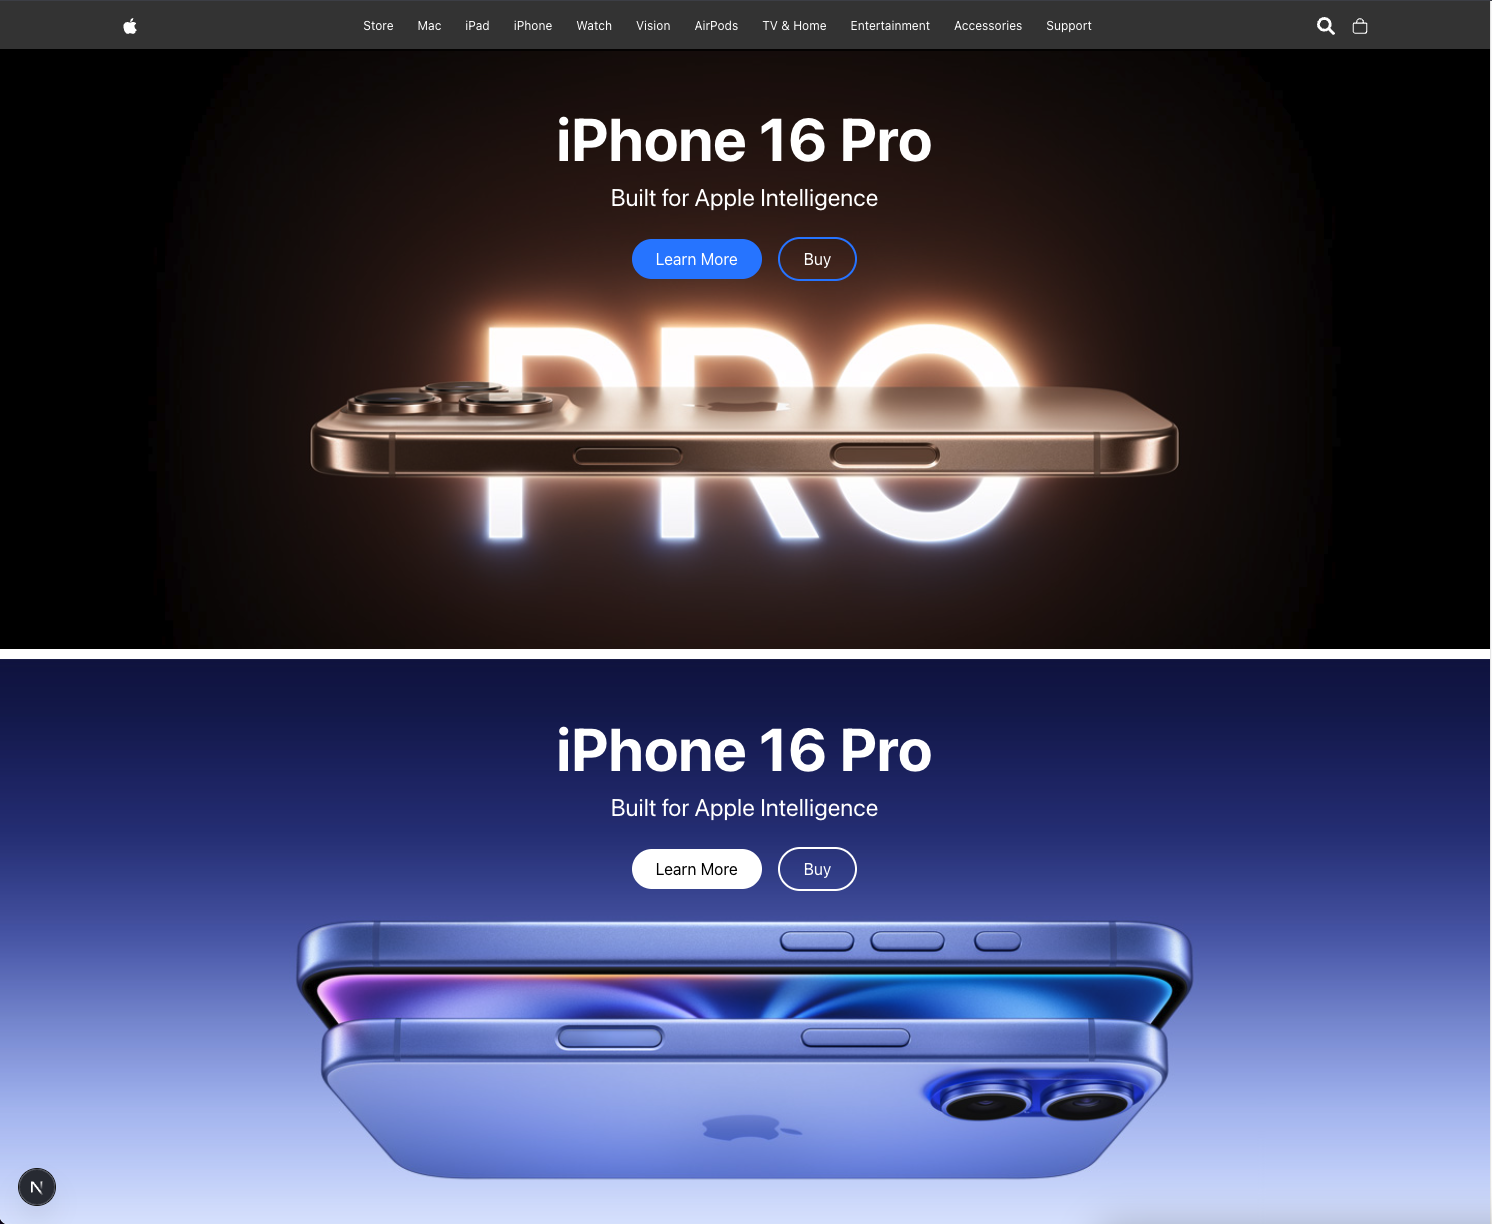 Store Mac iPad iPhone Watch Vision AirPods TV & Home Entertainment Accessories Support
iPhone 16 Pro
Built for Apple Intelligence
Learn More Buy
PRO
iPhone 16 Pro
Built for Apple Intelligence
Learn More Buy
N